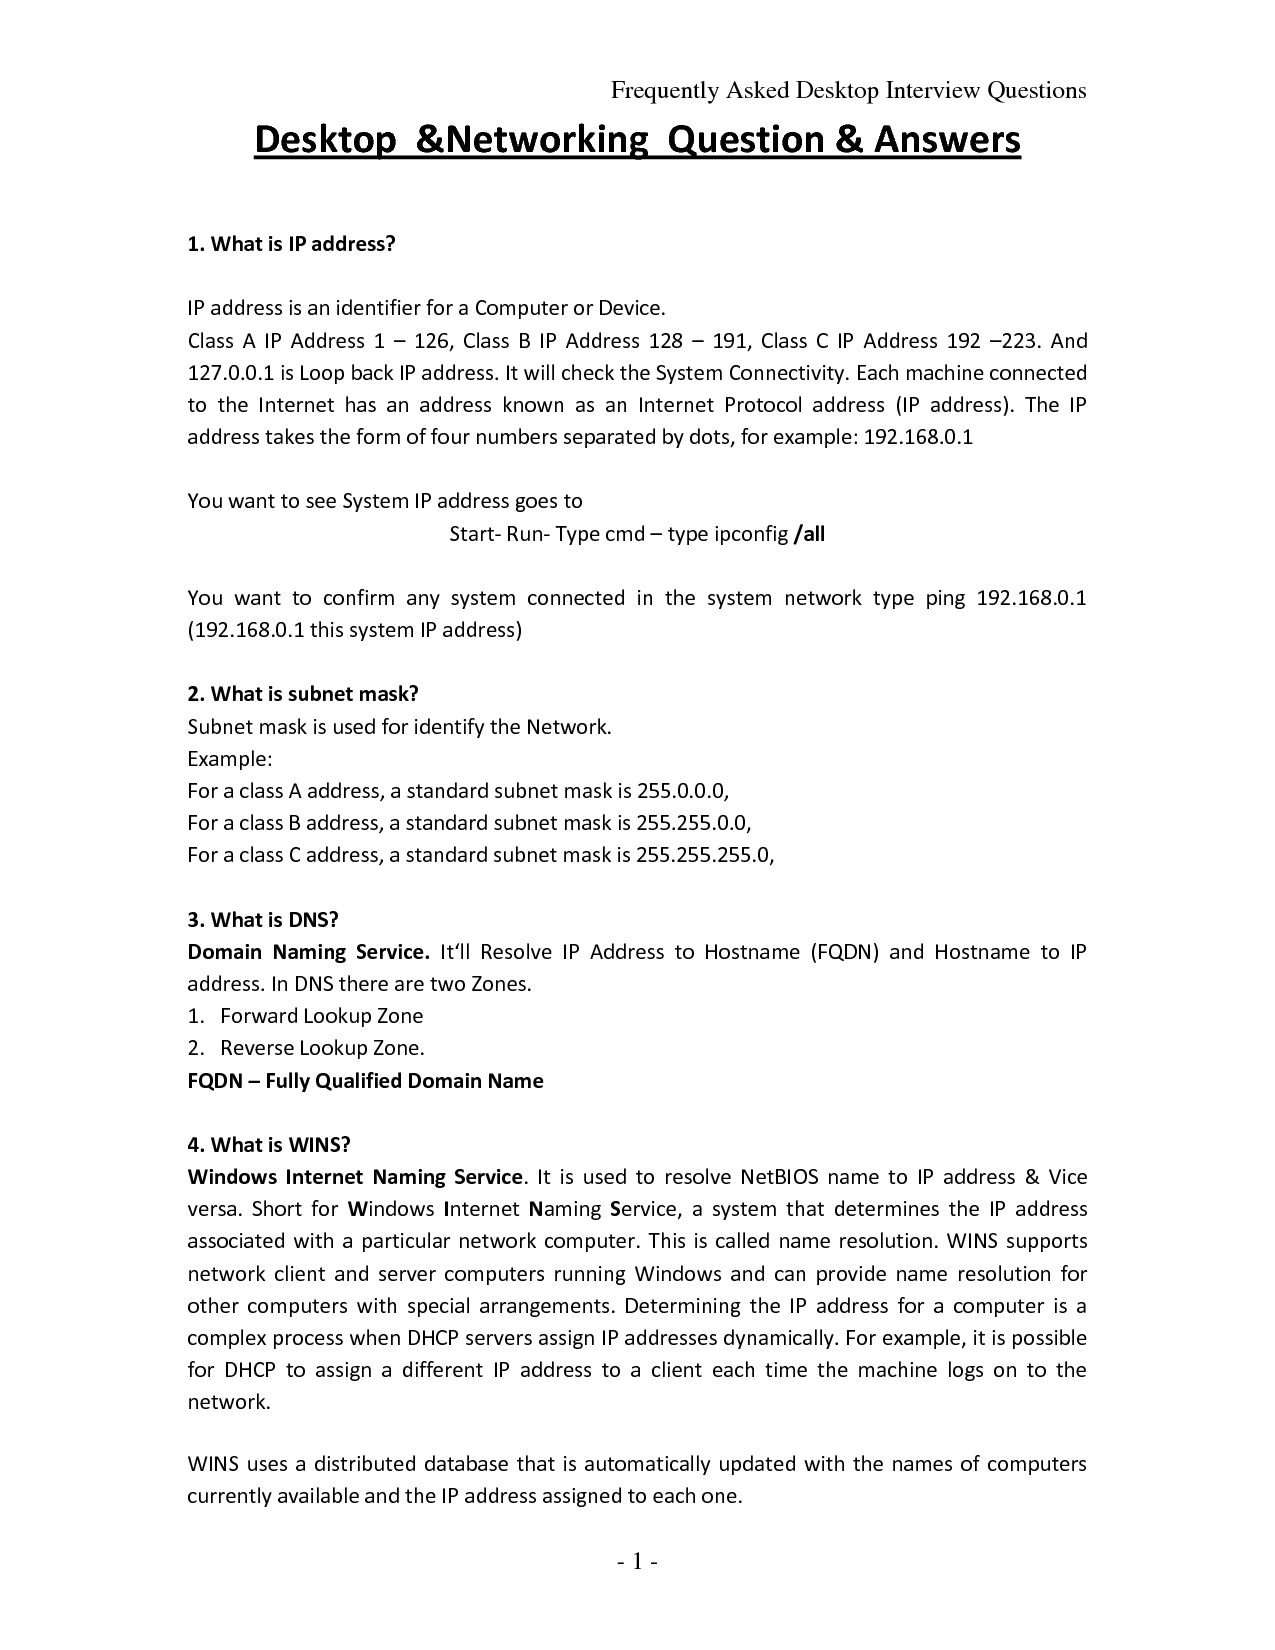 Frequently Asked Desktop Interview Questions
Desktop &Networking Question & Answers
1. What is IP address?
IP address is an identifier for a Computer or Device.
Class A IP Address 1 – 126, Class B IP Address 128 – 191, Class C IP Address 192 –223. And
127.0.0.1 is Loop back IP address. It will check the System Connectivity. Each machine connected
to the Internet has an address known as an Internet Protocol address (IP address). The IP
address takes the form of four numbers separated by dots, for example: 192.168.0.1
You want to see System IP address goes to
Start- Run- Type cmd – type ipconfig /all
You want to confirm any system connected in the system network type ping 192.168.0.1
(192.168.0.1 this system IP address)
2. What is subnet mask?
Subnet mask is used for identify the Network.
Example:
For a class A address, a standard subnet mask is 255.0.0.0,
For a class B address, a standard subnet mask is 255.255.0.0,
For a class C address, a standard subnet mask is 255.255.255.0,
3. What is DNS?
Domain Naming Service. It‘ll Resolve IP Address to Hostname (FQDN) and Hostname to IP
address. In DNS there are two Zones.
1. Forward Lookup Zone
2. Reverse Lookup Zone.
FQDN – Fully Qualified Domain Name
4. What is WINS?
Windows Internet Naming Service. It is used to resolve NetBIOS name to IP address & Vice
versa. Short for Windows Internet Naming Service, a system that determines the IP address
associated with a particular network computer. This is called name resolution. WINS supports
network client and server computers running Windows and can provide name resolution for
other computers with special arrangements. Determining the IP address for a computer is a
complex process when DHCP servers assign IP addresses dynamically. For example, it is possible
for DHCP to assign a different IP address to a client each time the machine logs on to the
network.
WINS uses a distributed database that is automatically updated with the names of computers
currently available and the IP address assigned to each one.
- 1 -